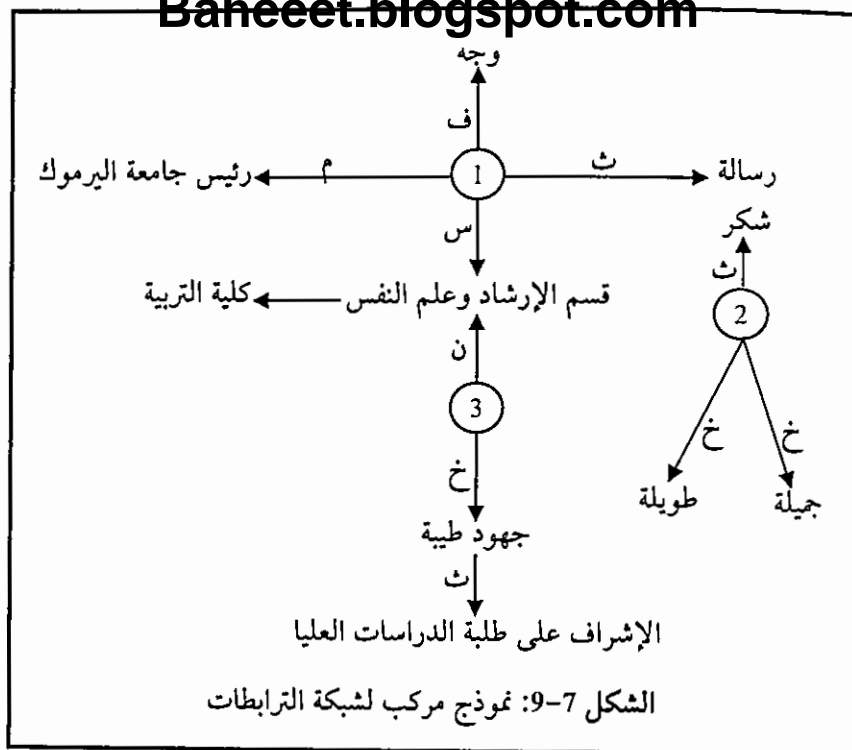 Baheeet.blogspot.com
وجه
ف
رئيس جامعة اليرموك م 1 ث رسالة
شكر
س
ث
قسم الإرشاد وعلم النفس كلية التربية
2
ن
3
خ خ
خ
جميلة طويلة
جهود طيبة
ث
الإشراف على طلبة الدراسات العليا
الشكل 7-9: نموذج مركب لشبكة الترابطات